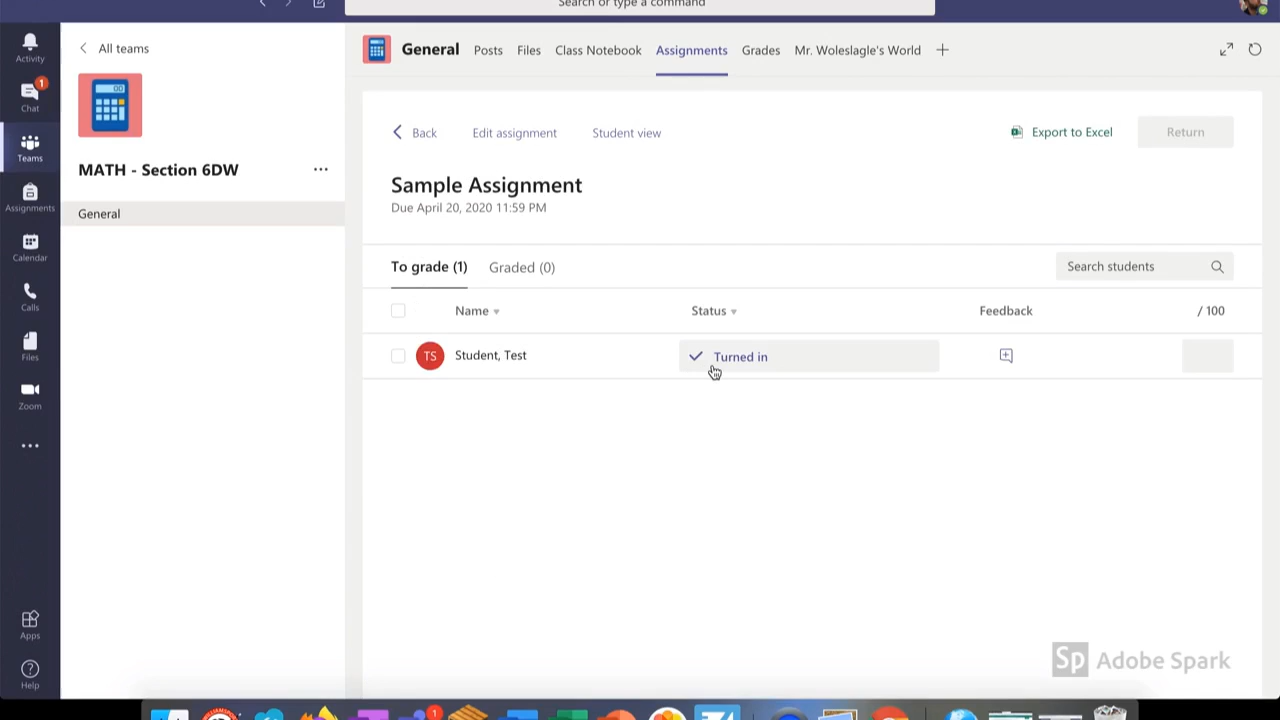 Search or type a command
Activity
1
Chat
Teams
Assignments
Calendar
Calls
Files
Zoom
Apps
Help
All teams
MATH - Section 6DW
General
General
Posts
Files
Class Notebook
Assignments
Grades
Mr. Woleslagle's World
Back
Edit assignment
Student view
Export to Excel
Return
Sample Assignment
Due April 20, 2020 11:59 PM
To grade (1)
Graded (0)
Search students
Name
Status
Feedback
/ 100
TS
Student, Test
Turned in
Sp Adobe Spark
1